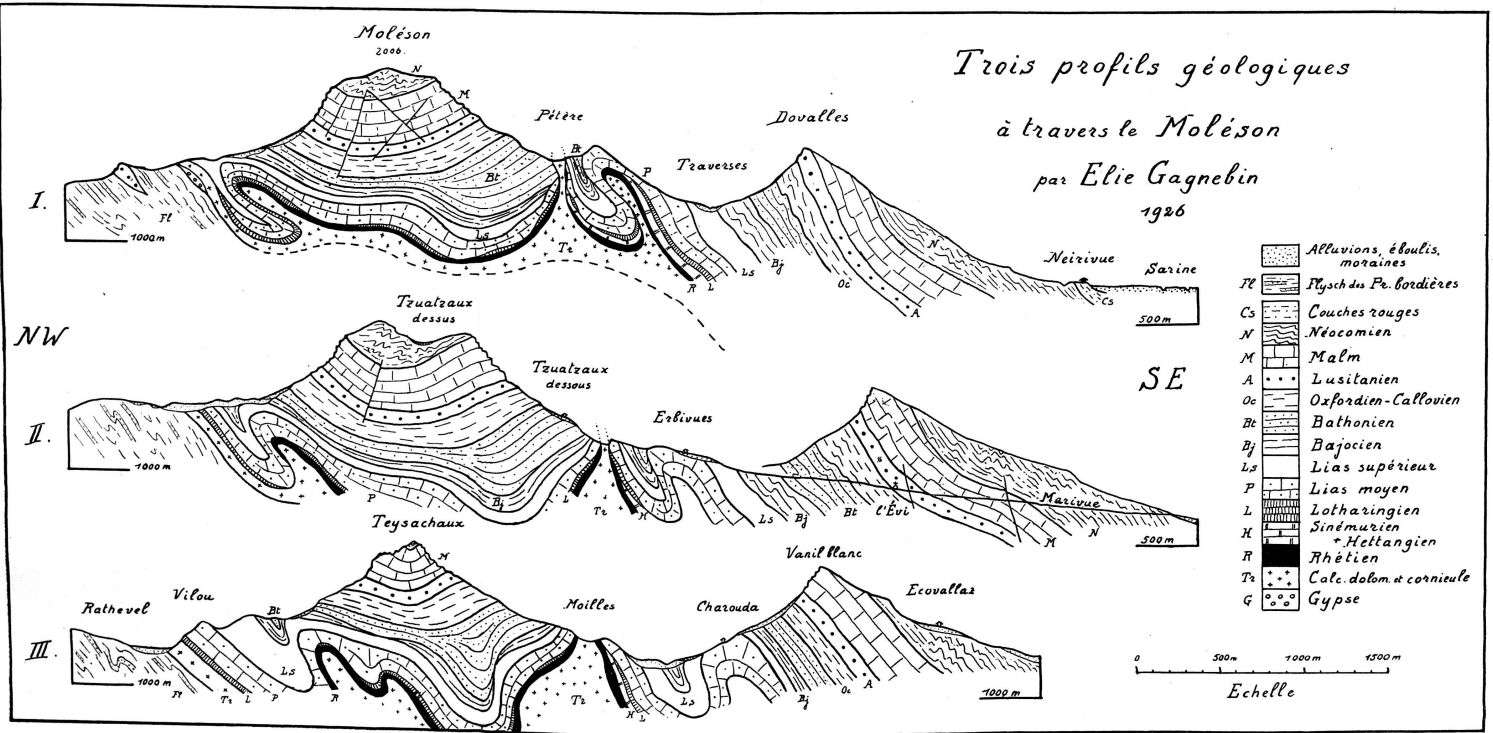 Trois profils géologiques
à travers le Moléson
par Elie Gagnebin
1926
I.
Moléson
2006.
N
M
Pétère
Dovalles
Bt
P
Traverses
Bt
Fl
1000m
Ls
Tr
R
L
Ls
Bj
Oc
A
N
Neirivue
Sarine
Cs
500m
NW
SE
II.
Tzuatzaux
dessus
Tzuatzaux
dessous
Erbivues
1000m
P
Bj
L
Tr
H
Ls
Bj
Bt
l'Évi
M
N
Marivue
500m
III.
Teysachaux
M
Rathevel
Vilou
Bt
Moilles
Charouda
Vanil blanc
Ecovallaz
1000m
Tr
L
P
Ls
R
Tr
H
L
Ls
Bj
Oc
A
Oc
1000m
Alluvions, éboulis,
moraines
Fl Flysch des Pr. bordières
Cs Couches rouges
N Néocomien
M Malm
A Lusitanien
Oc Oxfordien-Callovien
Bt Bathonien
Bj Bajocien
Ls Lias supérieur
P Lias moyen
L Lotharingien
H Sinémurien
+ Hettangien
R Rhétien
Tr Calc. dolom. et cornieule
G Gypse
0 500m 1000m 1500m
Echelle